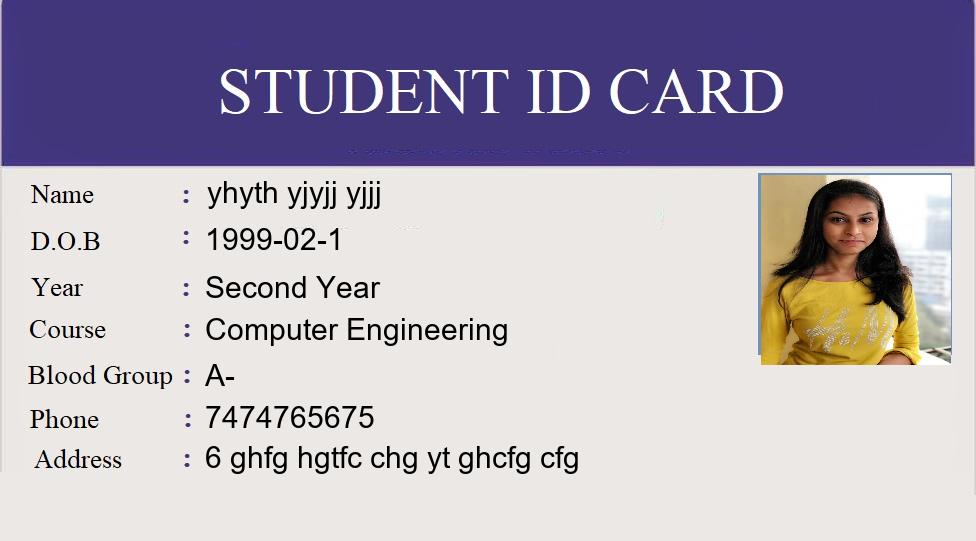 STUDENT ID CARD
Name : yhyth yjyjj yjjj
D.O.B : 1999-02-1
Year : Second Year
Course : Computer Engineering
Blood Group : A-
Phone : 7474765675
Address : 6 ghfg hgtfc chg yt ghcfg cfg